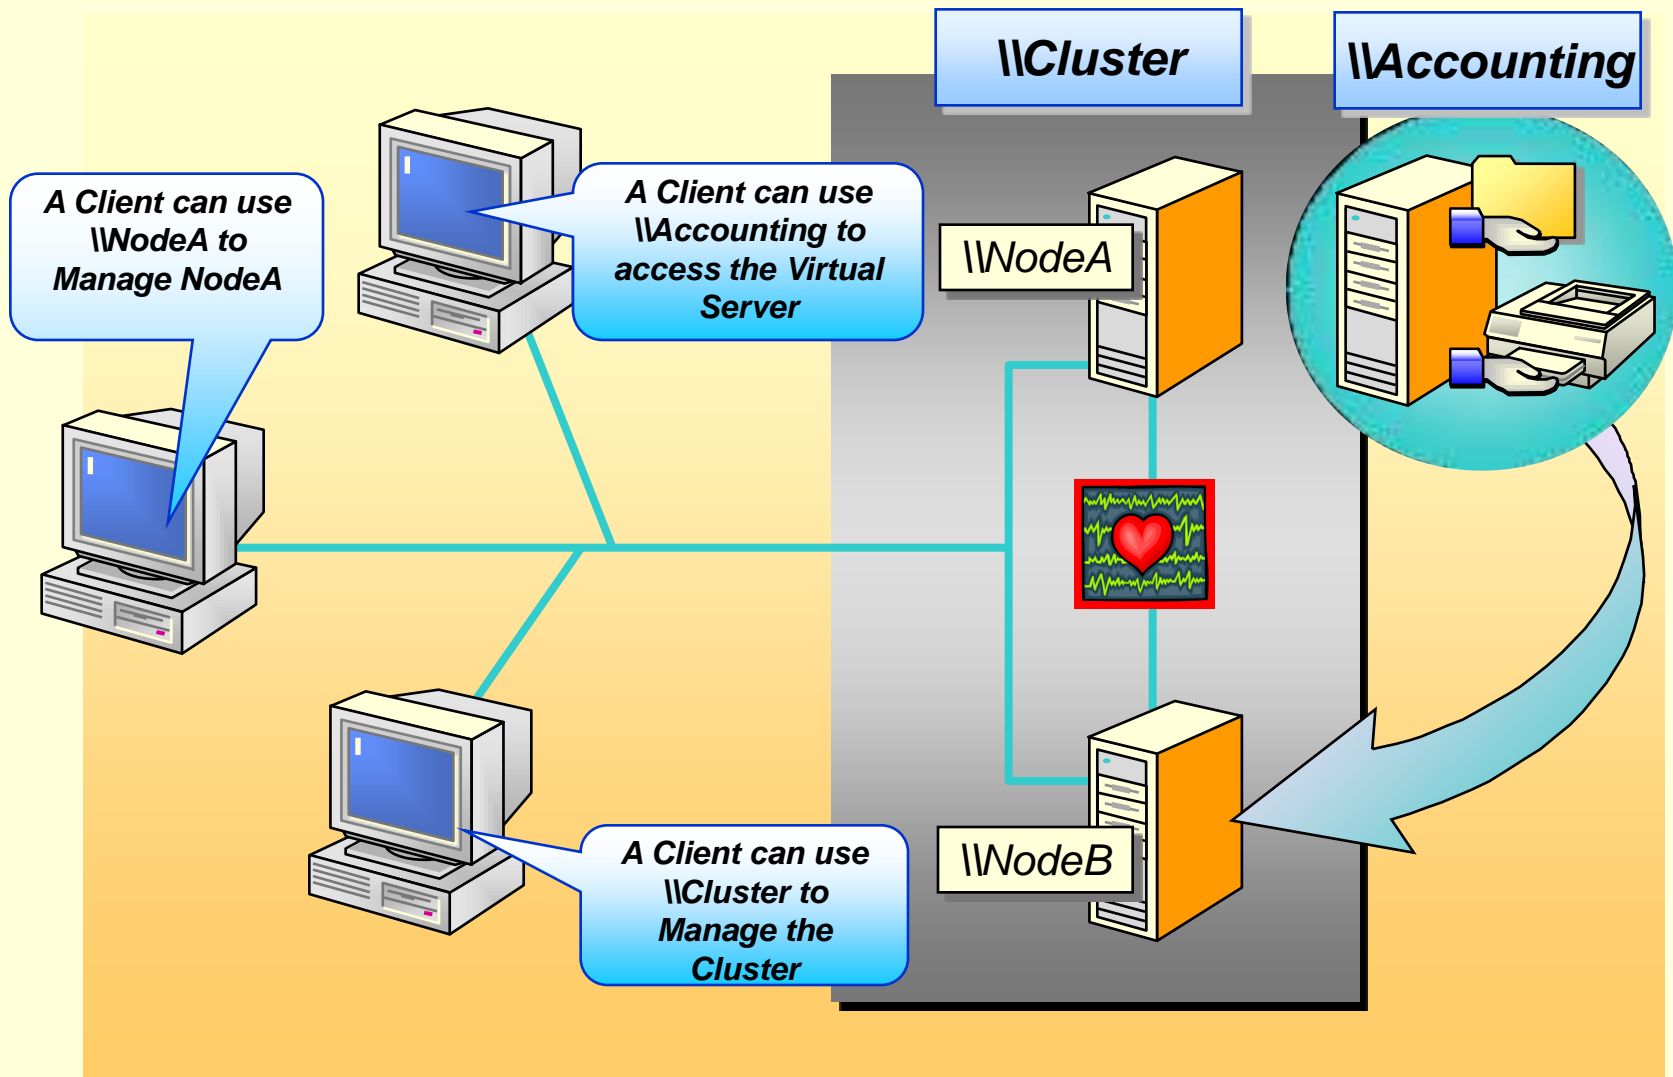 \\Cluster
\\Accounting
A Client can use
\\NodeA to
Manage NodeA
A Client can use
\\Accounting to
access the Virtual
Server
\\NodeA
A Client can use
\\Cluster to
Manage the
Cluster
\\NodeB